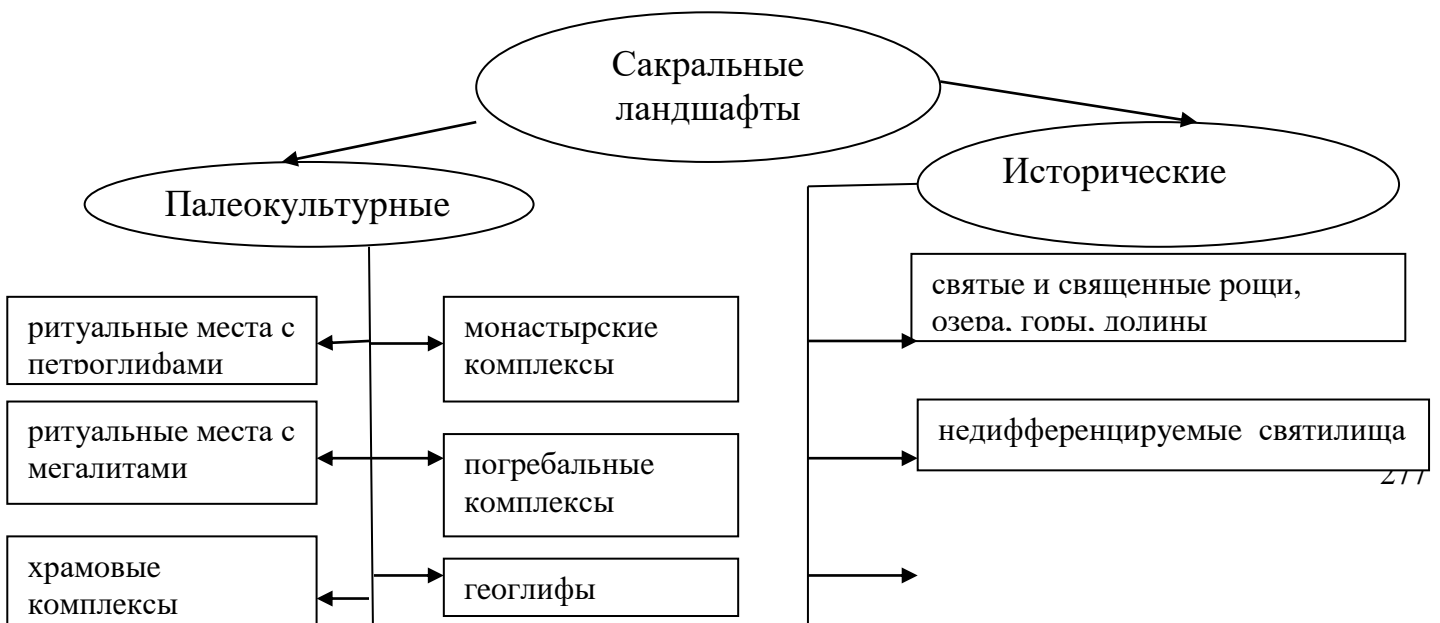 Сакральные
ландшафты
Палеокультурные
Исторические
ритуальные места с
петроглифами
ритуальные места с
мегалитами
храмовые
комплексы
монастырские
комплексы
погребальные
комплексы
геоглифы
святые и священные рощи,
озера, горы, долины
недифференцируемые святилища
277